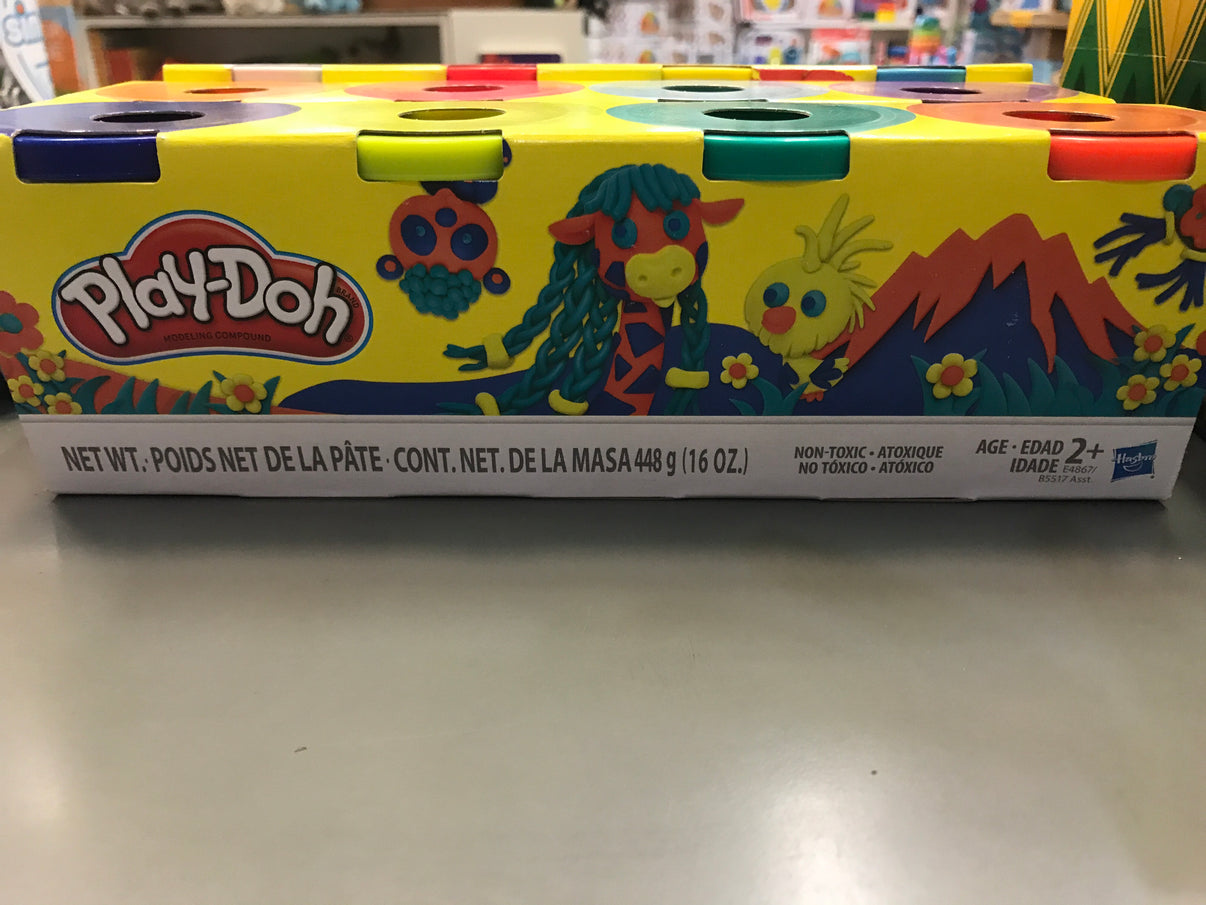 Play-Doh
BRAND
MODELING COMPOUND
NET WT.· POIDS NET DE LA PÂTE · CONT. NET. DE LA MASA 448 g (16 OZ.)
NON-TOXIC • ATOXIQUE
NO TÓXICO • ATÓXICO
AGE · EDAD 2+
IDADE
E4867/
B5517 Asst.
Hasbro